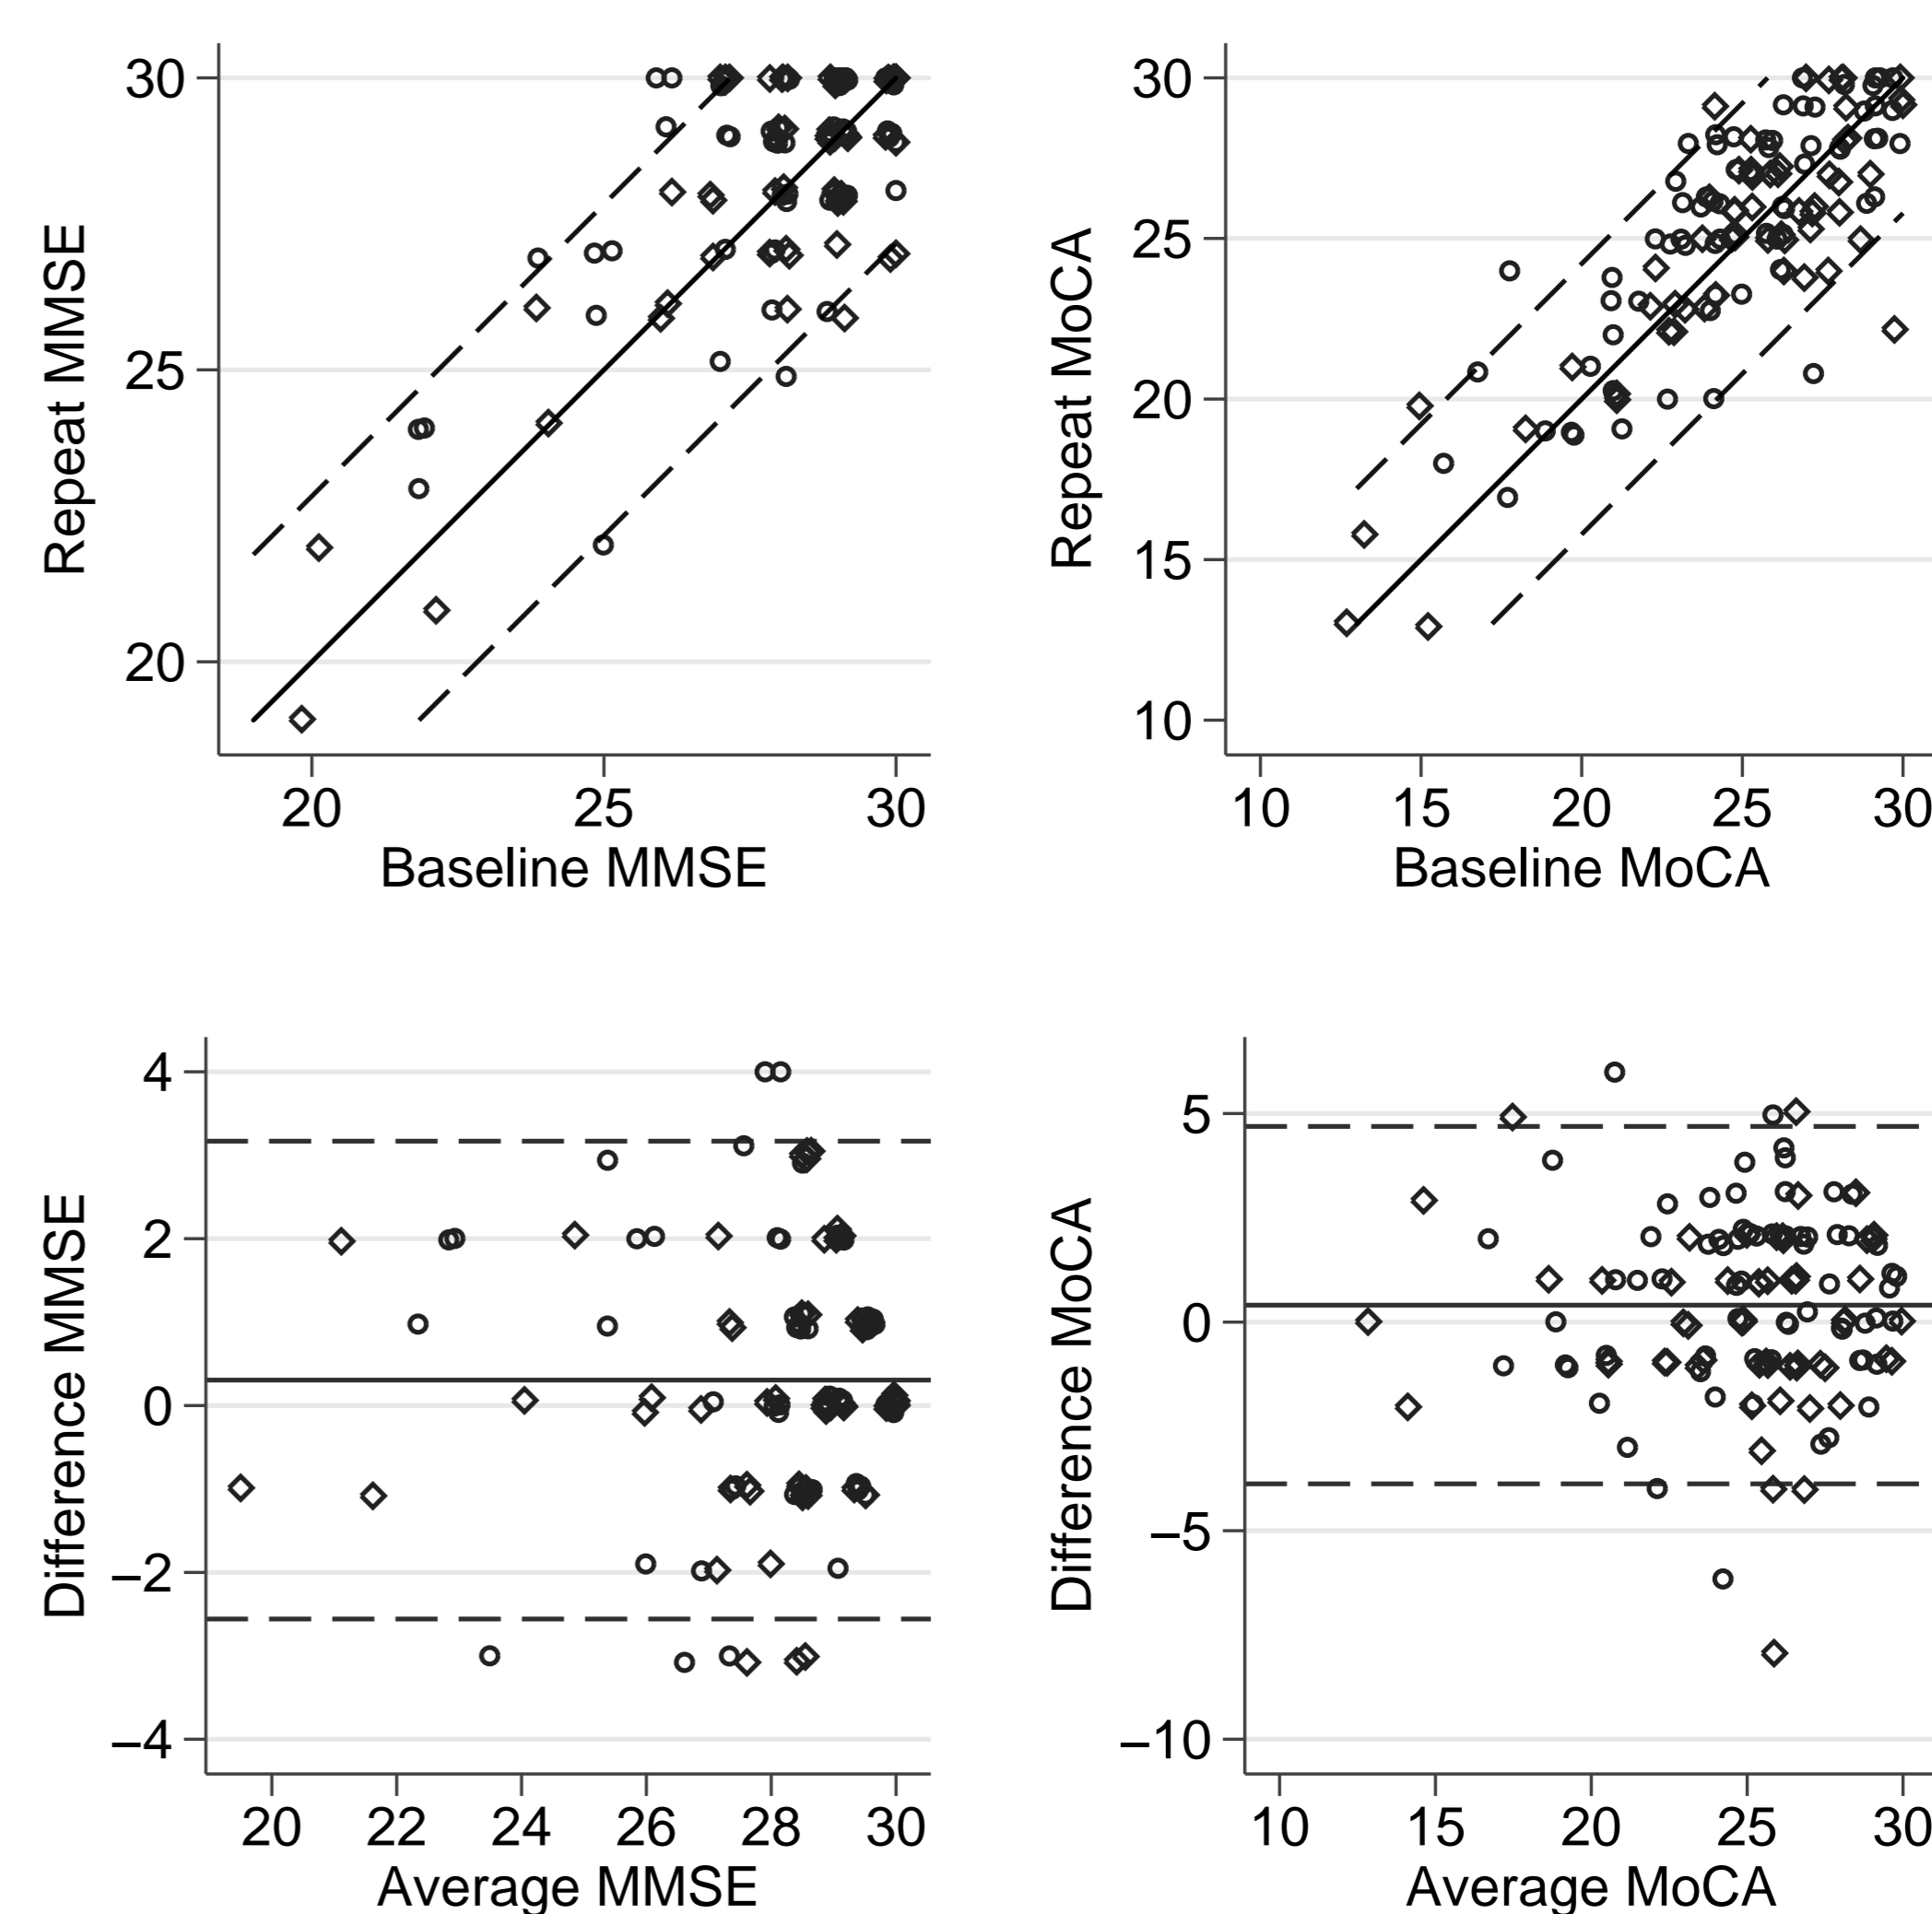 Repeat MMSE
30
25
20
20 25 30
Baseline MMSE
Repeat MoCA
30
25
20
15
10
10 15 20 25 30
Baseline MoCA
Difference MMSE
4
2
0
−2
−4
20 22 24 26 28 30
Average MMSE
Difference MoCA
5
0
−5
−10
10 15 20 25 30
Average MoCA